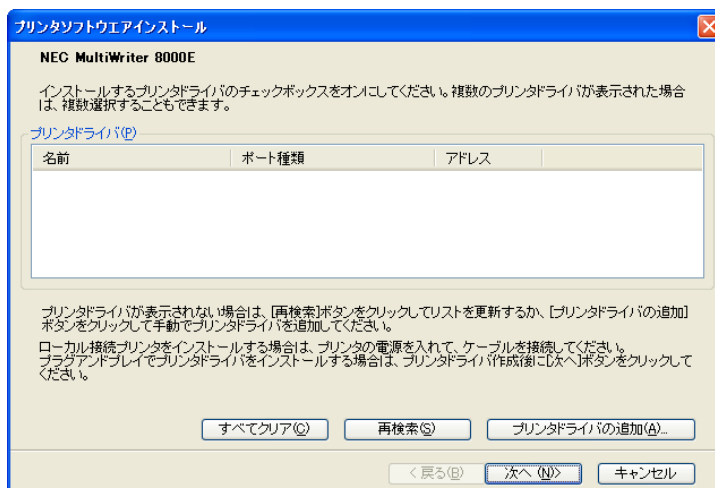 プリンタソフトウエアインストール
NEC MultiWriter 8000E
インストールするプリンタドライバのチェックボックスをオンにしてください。複数のプリンタドライバが表示された場合
は、複数選択することもできます。
プリンタドライバ(P)
名前 ポート種類 アドレス
プリンタドライバが表示されない場合は、[再検索]ボタンをクリックしてリストを更新するか、[プリンタドライバの追加]
ボタンをクリックして手動でプリンタドライバを追加してください。
ローカル接続プリンタをインストールする場合は、プリンタの電源を入れて、ケーブルを接続してください。
プラグアンドプレイでプリンタドライバをインストールする場合は、プリンタドライバ作成後に[次へ]ボタンをクリックして
ください。
すべてクリア(C) 再検索(S) プリンタドライバの追加(A)...
< 戻る(B) 次へ (N)> キャンセル